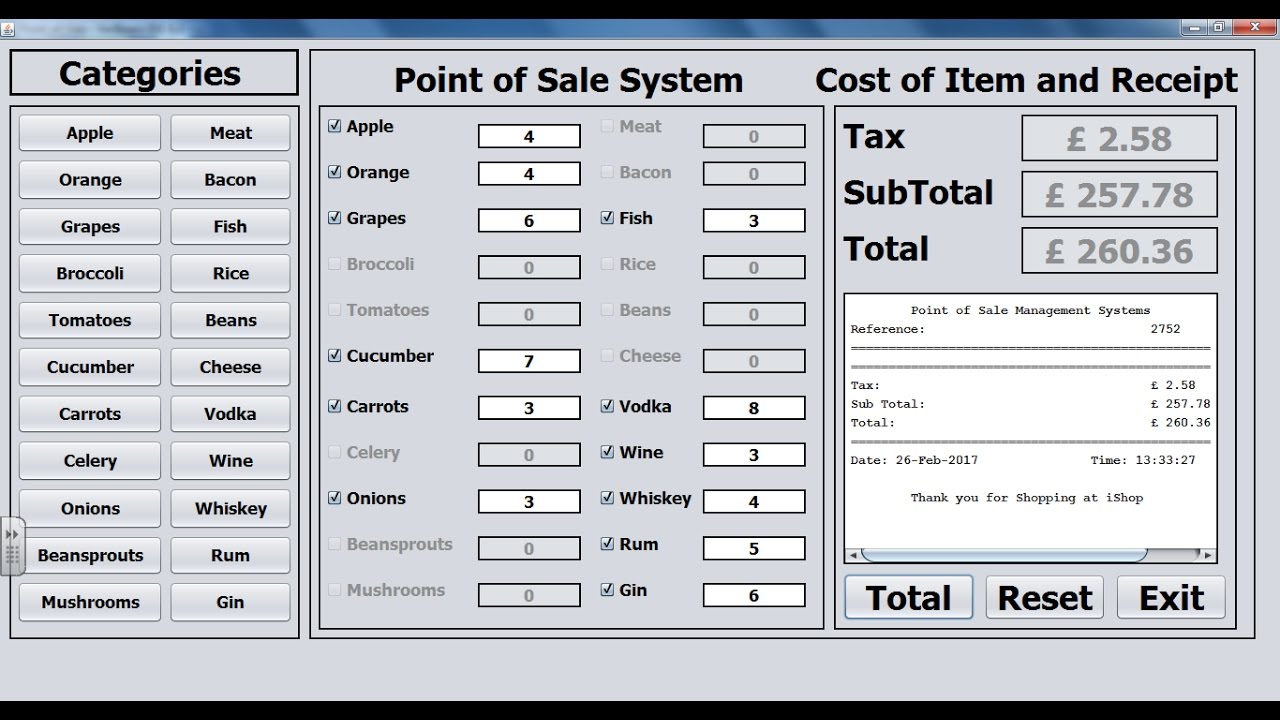 Categories
Point of Sale System
Cost of Item and Receipt
Apple Meat
Orange Bacon
Grapes Fish
Broccoli Rice
Tomatoes Beans
Cucumber Cheese
Carrots Vodka
Celery Wine
Onions Whiskey
Beansprouts Rum
Mushrooms Gin
Apple 4 Meat 0
Orange 4 Bacon 0
Grapes 6 Fish 3
Broccoli 0 Rice 0
Tomatoes 0 Beans 0
Cucumber 7 Cheese 0
Carrots 3 Vodka 8
Celery 0 Wine 3
Onions 3 Whiskey 4
Beansprouts 0 Rum 5
Mushrooms 0 Gin 6
Tax £ 2.58
SubTotal £ 257.78
Total £ 260.36
Point of Sale Management Systems
Reference: 2752
================================================
================================================
Tax: £ 2.58
Sub Total: £ 257.78
Total: £ 260.36
================================================
Date: 26-Feb-2017 Time: 13:33:27
Thank you for Shopping at iShop
Total Reset Exit